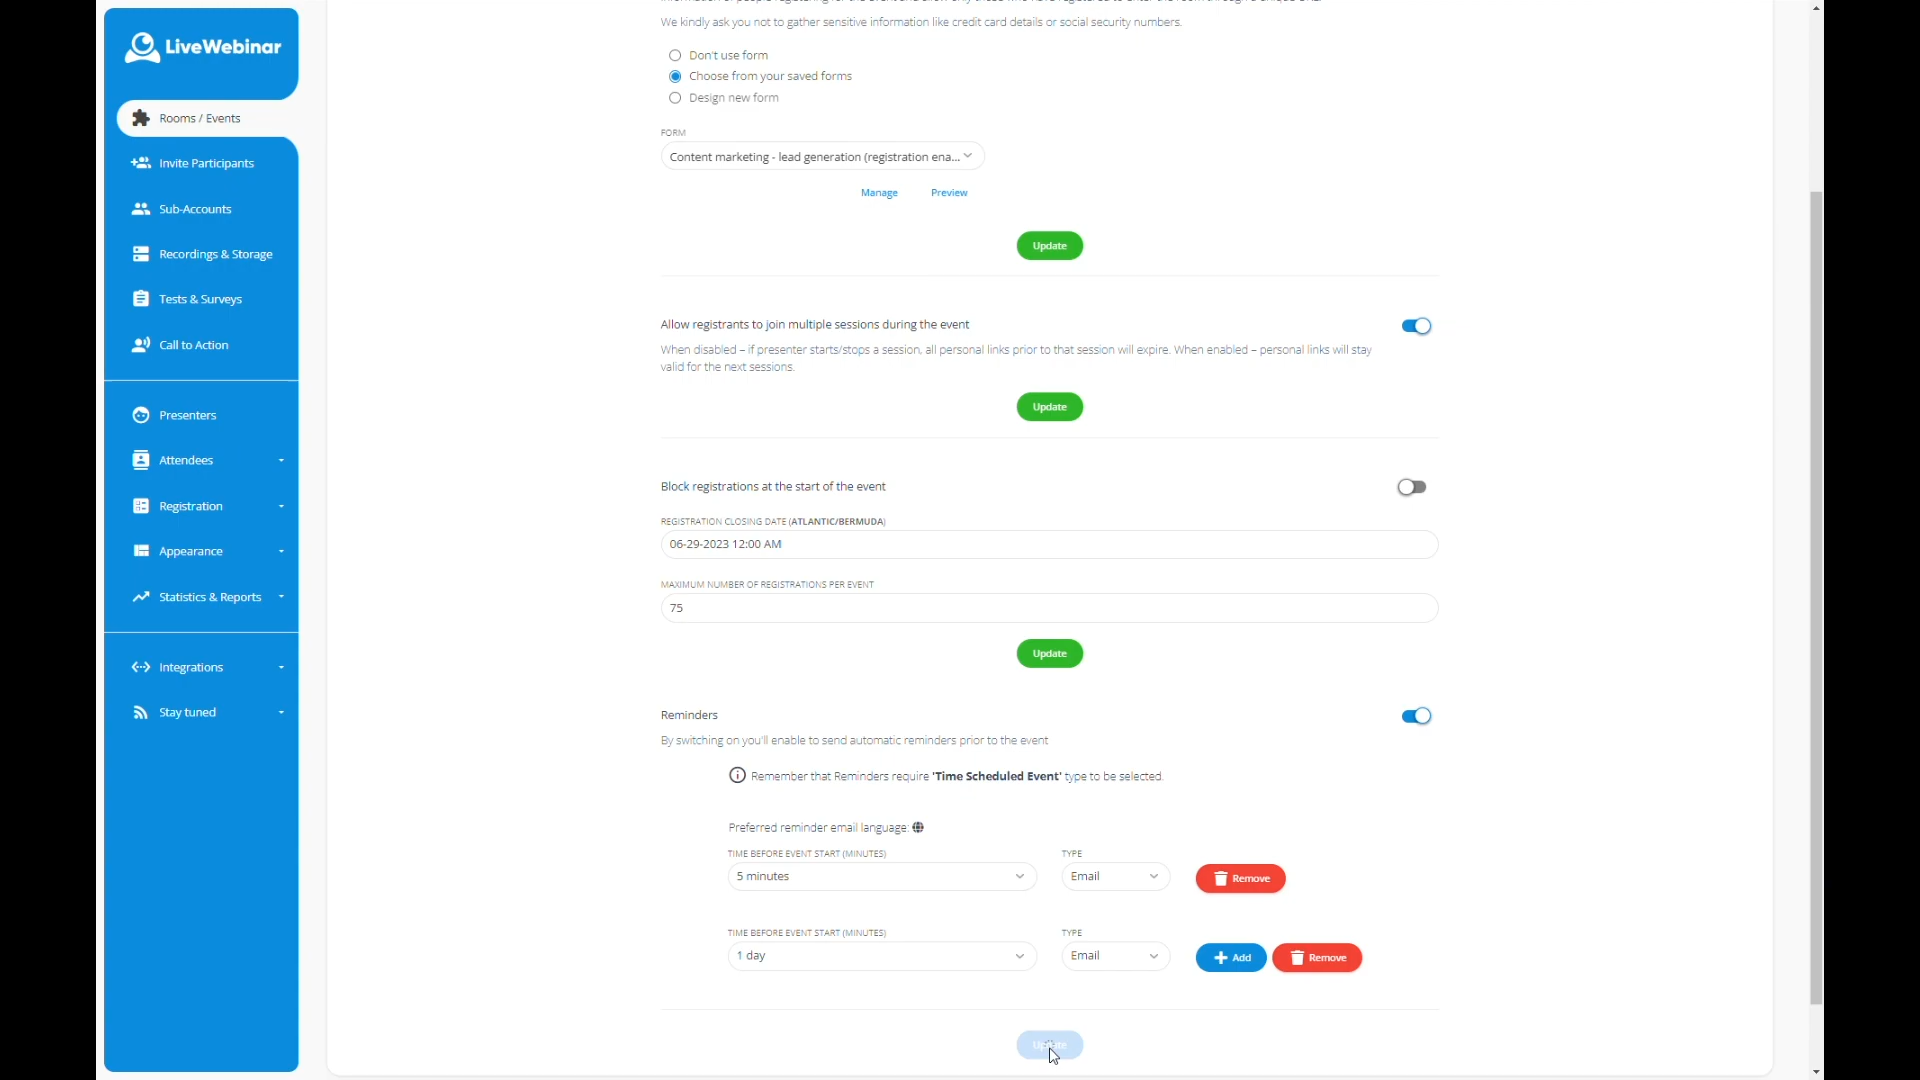 LiveWebinar
Rooms / Events
Invite Participants
Sub-Accounts
Recordings & Storage
Tests & Surveys
Call to Action
Presenters
Attendees
Registration
Appearance
Statistics & Reports
Integrations
Stay tuned
We kindly ask you not to gather sensitive information like credit card details or social security numbers.
Don't use form
Choose from your saved forms
Design new form
FORM
Content marketing - lead generation (registration ena...
Manage Preview
Update
Allow registrants to join multiple sessions during the event
When disabled – if presenter starts/stops a session, all personal links prior to that session will expire. When enabled – personal links will stay
valid for the next sessions.
Update
Block registrations at the start of the event
REGISTRATION CLOSING DATE (ATLANTIC/BERMUDA)
06-29-2023 12:00 AM
MAXIMUM NUMBER OF REGISTRATIONS PER EVENT
75
Update
Reminders
By switching on you'll enable to send automatic reminders prior to the event
Remember that Reminders require 'Time Scheduled Event' type to be selected.
Preferred reminder email language:
TIME BEFORE EVENT START (MINUTES) TYPE
5 minutes Email Remove
TIME BEFORE EVENT START (MINUTES) TYPE
1 day Email Add Remove
Update